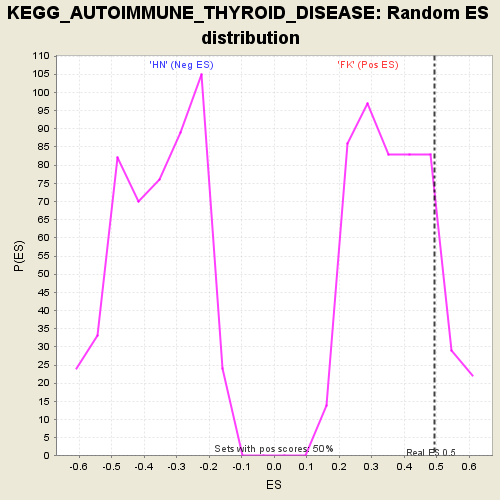 KEGG_AUTOIMMUNE_THYROID_DISEASE: Random ES
distribution
'HN' (Neg ES) 'FK' (Pos ES)
110
105
100
95
90
85
80
75
70
65
60
55
50
45
40
35
30
25
20
15
10
5
0
P(ES)
Sets with pos scores: 50%
Real ES 0.5
-0.6 -0.5 -0.4 -0.3 -0.2 -0.1 0.0 0.1 0.2 0.3 0.4 0.5 0.6
ES